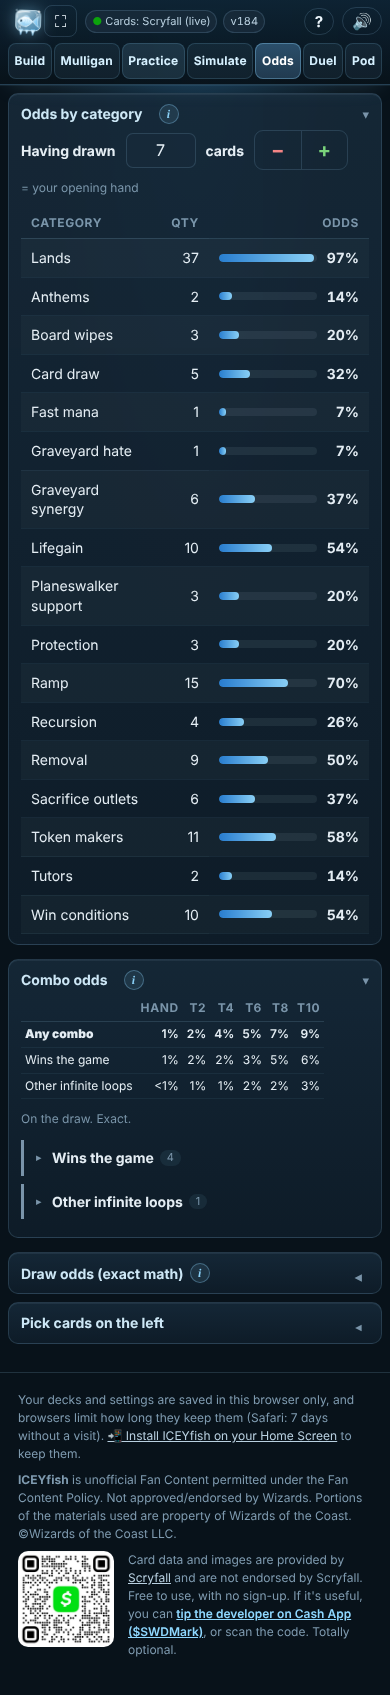 Cards: Scryfall (live)
v184
?
Build
Mulligan
Practice
Simulate
Odds
Duel
Pod
Odds by category i
Having drawn 7 cards − +
= your opening hand
CATEGORY QTY ODDS
Lands 37 97%
Anthems 2 14%
Board wipes 3 20%
Card draw 5 32%
Fast mana 1 7%
Graveyard hate 1 7%
Graveyard
synergy 6 37%
Lifegain 10 54%
Planeswalker
support 3 20%
Protection 3 20%
Ramp 15 70%
Recursion 4 26%
Removal 9 50%
Sacrifice outlets 6 37%
Token makers 11 58%
Tutors 2 14%
Win conditions 10 54%
Combo odds i
HAND T2 T4 T6 T8 T10
Any combo 1% 2% 4% 5% 7% 9%
Wins the game 1% 2% 2% 3% 5% 6%
Other infinite loops <1% 1% 1% 2% 2% 3%
On the draw. Exact.
Wins the game 4
Other infinite loops 1
Draw odds (exact math) i
Pick cards on the left
Your decks and settings are saved in this browser only, and
browsers limit how long they keep them (Safari: 7 days
without a visit). Install ICEYfish on your Home Screen to
keep them.
ICEYfish is unofficial Fan Content permitted under the Fan
Content Policy. Not approved/endorsed by Wizards. Portions
of the materials used are property of Wizards of the Coast.
©Wizards of the Coast LLC.
Card data and images are provided by
Scryfall and are not endorsed by Scryfall.
Free to use, with no sign-up. If it's useful,
you can tip the developer on Cash App
($SWDMark), or scan the code. Totally
optional.
$